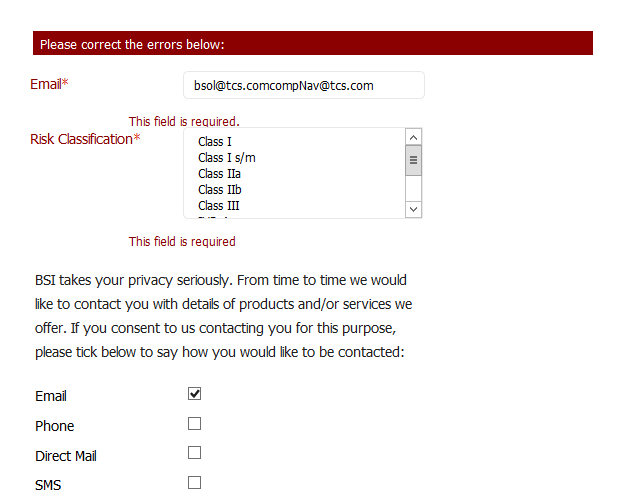 Please correct the errors below:
Email*
bsol@tcs.comcompNav@tcs.com
This field is required.
Risk Classification*
Class I
Class I s/m
Class IIa
Class IIb
Class III
This field is required
BSI takes your privacy seriously. From time to time we would
like to contact you with details of products and/or services we
offer. If you consent to us contacting you for this purpose,
please tick below to say how you would like to be contacted:
Email
Phone
Direct Mail
SMS